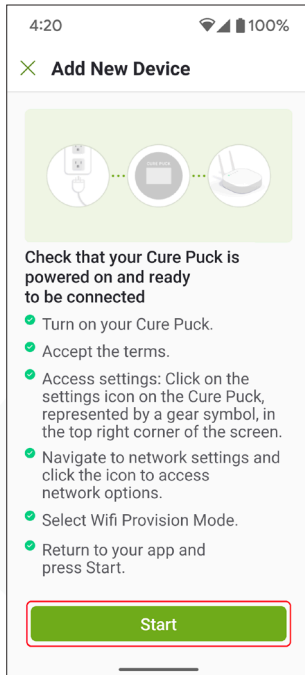 4:20
100%
Add New Device
CURE PUCK
Check that your Cure Puck is
powered on and ready
to be connected
Turn on your Cure Puck.
Accept the terms.
Access settings: Click on the
settings icon on the Cure Puck,
represented by a gear symbol, in
the top right corner of the screen.
Navigate to network settings and
click the icon to access
network options.
Select Wifi Provision Mode.
Return to your app and
press Start.
Start